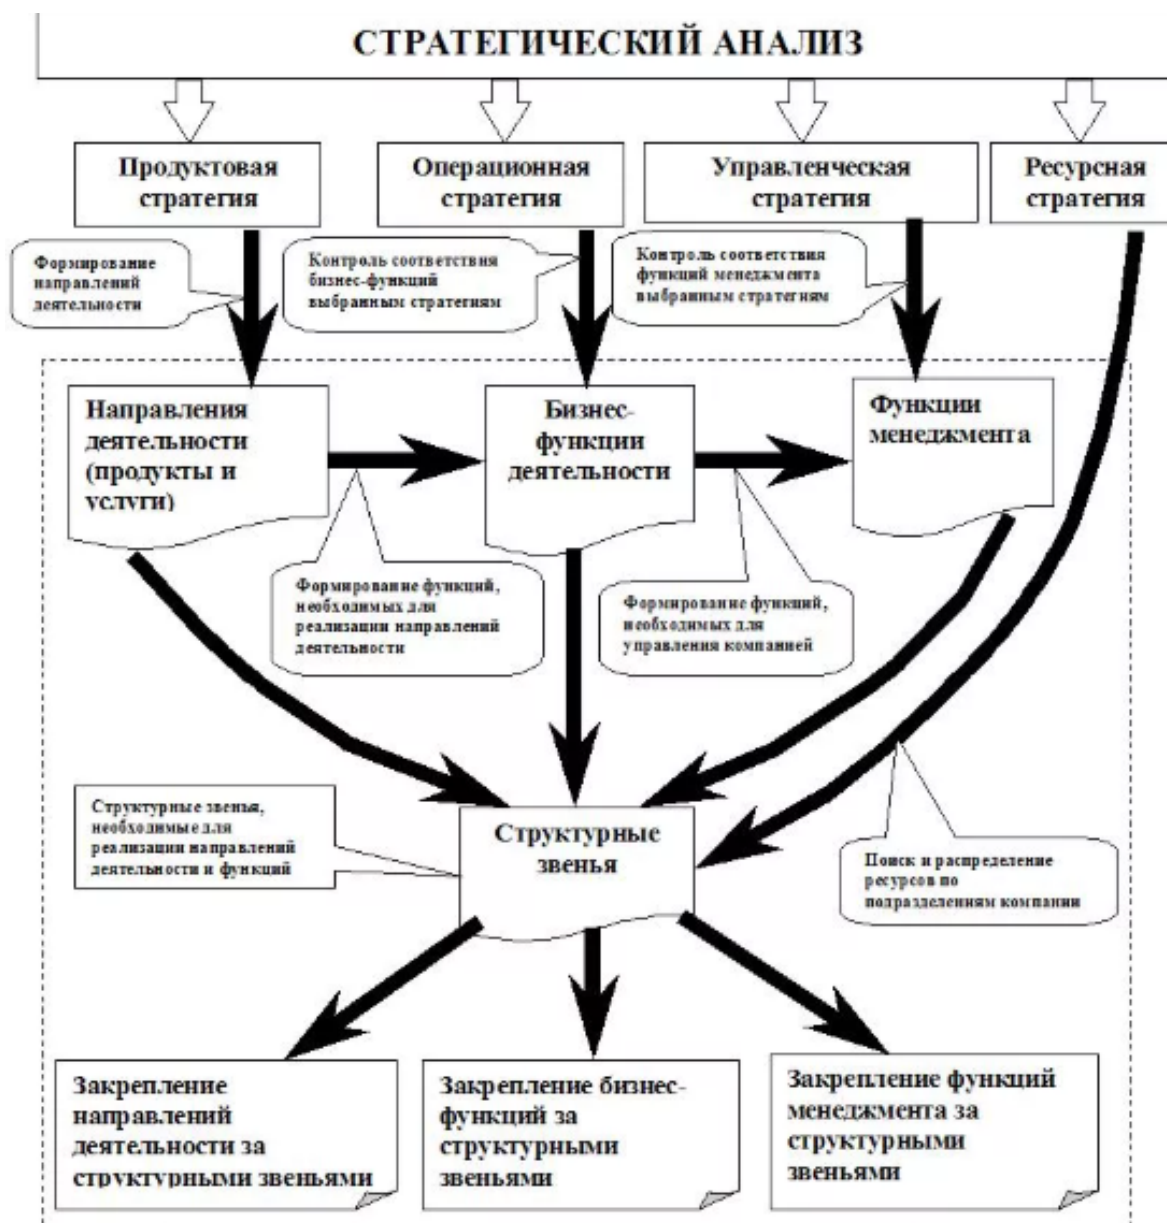 СТРАТЕГИЧЕСКИЙ АНАЛИЗ
Продуктовая
стратегия
Операционная
стратегия
Управленческая
стратегия
Ресурсная
стратегия
Формирование
направлений
деятельности
Контроль соответствия
бизнес-функций
выбранным стратегиям
Контроль соответствия
функций менеджмента
выбранным стратегиям
Направления
деятельности
(продукты и
услуги)
Бизнес-
функции
деятельности
Функции
менеджмента
Формирование функций,
необходимых для
реализации направлений
деятельности
Формирование функций,
необходимых для
управления компанией
Структурные звенья,
необходимые для
реализации направлений
деятельности и функций
Структурные
звенья
Поиск и распределение
ресурсов по
подразделениям компании
Закрепление
направлений
деятельности за
структурными звеньями
Закрепление бизнес-
функций за
структурными
звеньями
Закрепление функций
менеджмента за
структурными
звеньями